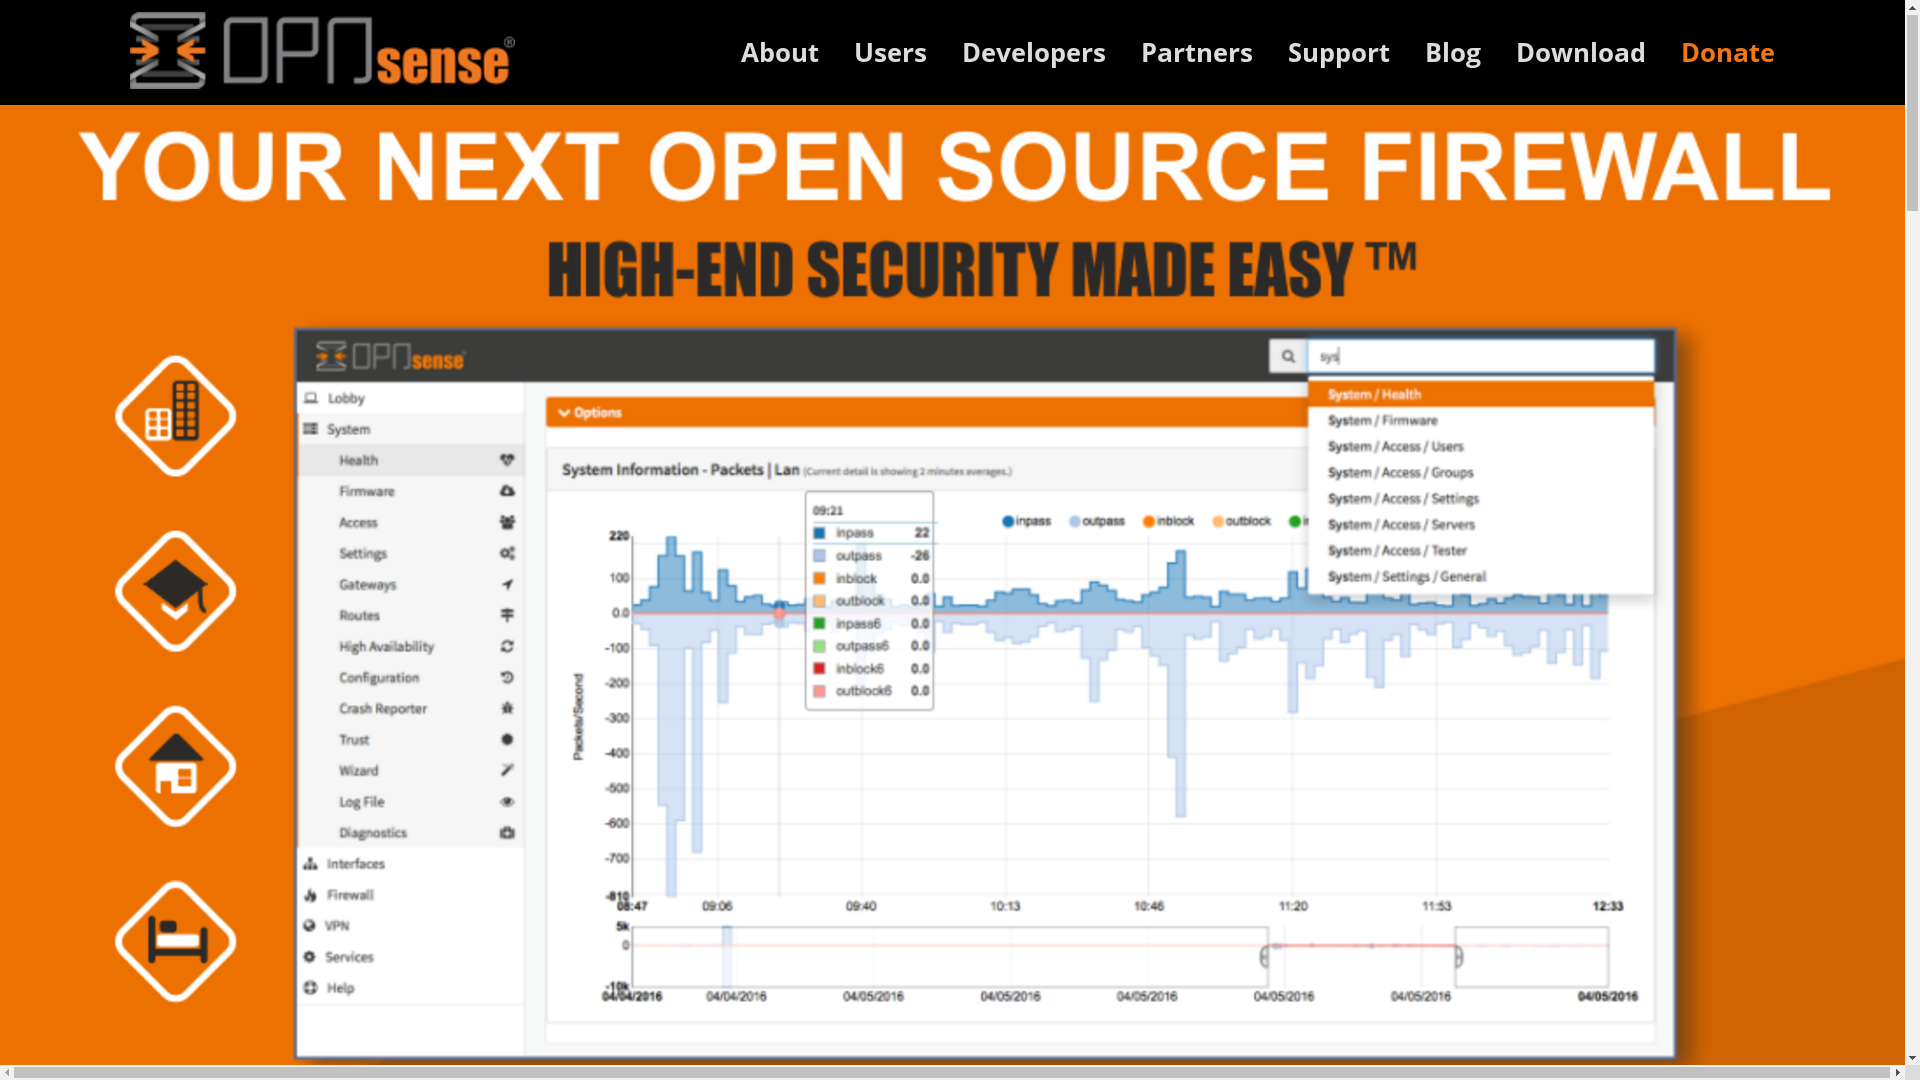 OPNsense®
About Users Developers Partners Support Blog Download Donate
YOUR NEXT OPEN SOURCE FIREWALL
HIGH-END SECURITY MADE EASY ™
OPNsense
sys
Lobby
System
Health
Firmware
Access
Settings
Gateways
Routes
High Availability
Configuration
Crash Reporter
Trust
Wizard
Log File
Diagnostics
Interfaces
Firewall
VPN
Services
Help
Options
System / Health
System / Firmware
System / Access / Users
System / Access / Groups
System / Access / Settings
System / Access / Servers
System / Access / Tester
System / Settings / General
System Information - Packets | Lan (Current detail is showing 2 minutes averages.)
inpass outpass inblock outblock
09:21
inpass 22
outpass -26
inblock 0.0
outblock 0.0
inpass6 0.0
outpass6 0.0
inblock6 0.0
outblock6 0.0
Packets/Second
220
100
0.0
-100
-200
-300
-400
-500
-600
-700
-810
08:47 09:06 09:40 10:13 10:46 11:20 11:53 12:33
5k
0
-10k
04/04/2016 04/04/2016 04/05/2016 04/05/2016 04/05/2016 04/05/2016 04/05/2016 04/05/2016